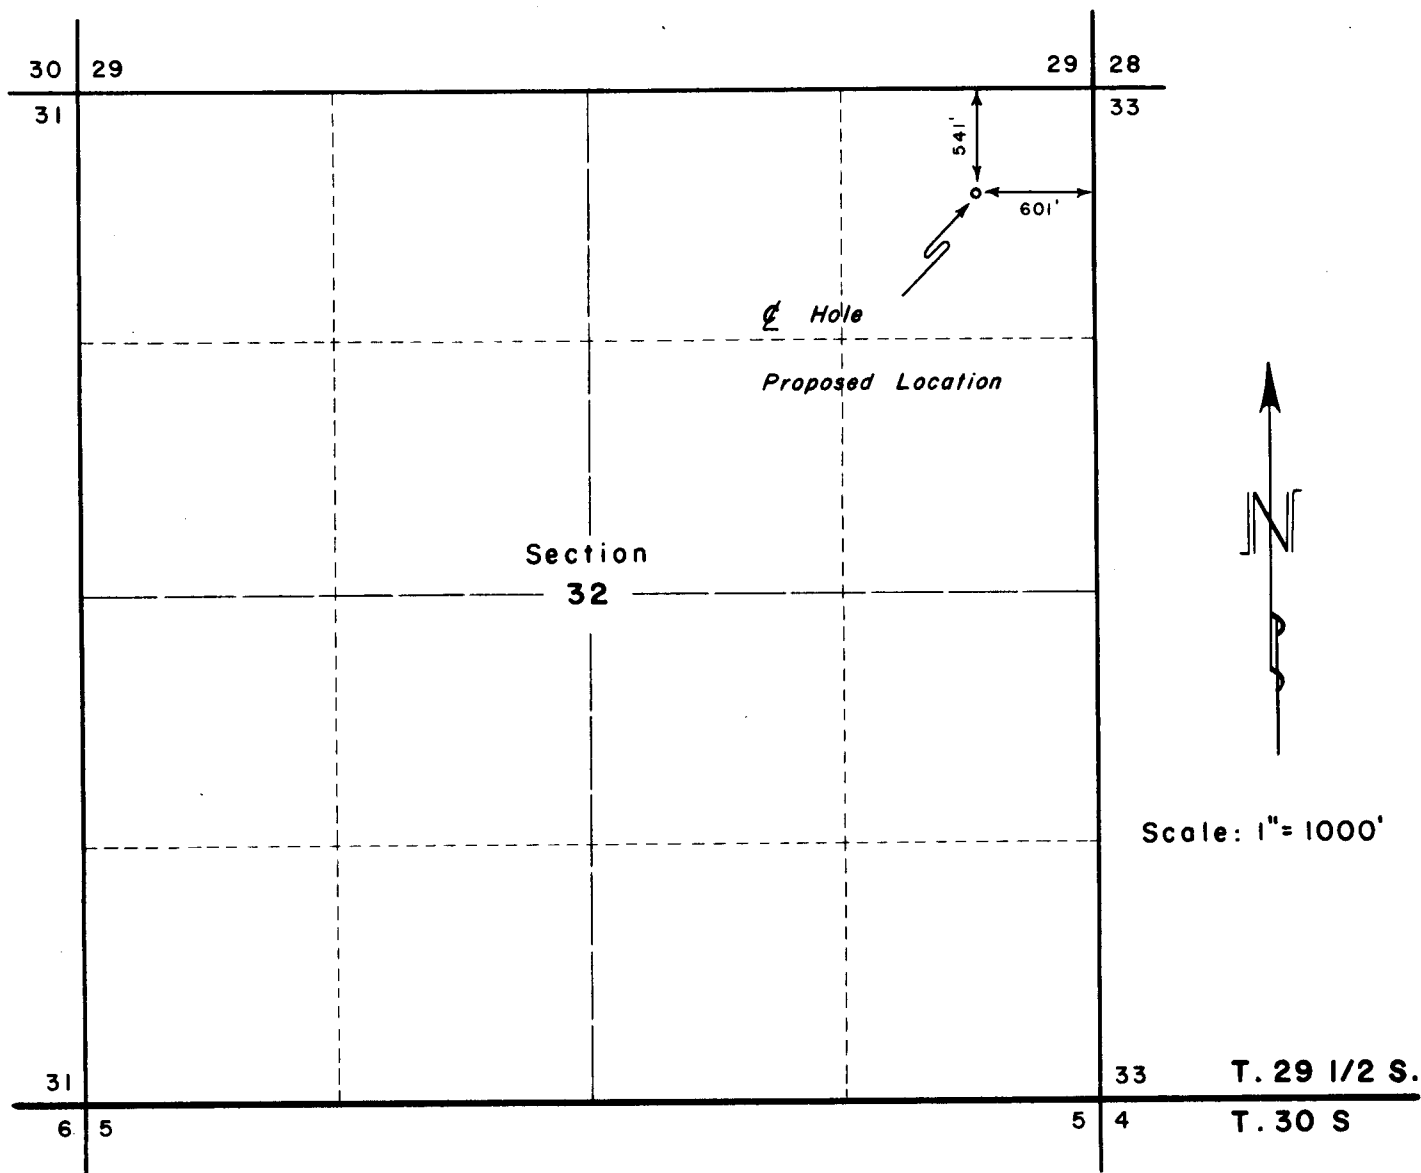 30 29
29 28
31
33
541'
601'
℄ Hole
Proposed Location
N
Section
32
Scale: 1"= 1000'
31
33
T. 29 1/2 S.
6 5
5 4
T. 30 S